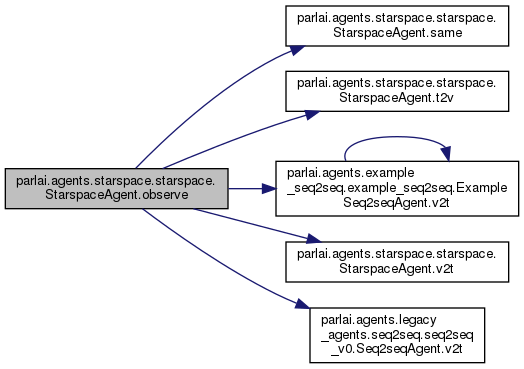 parlai.agents.starspace.starspace.
StarspaceAgent.same
parlai.agents.starspace.starspace.
StarspaceAgent.t2v
parlai.agents.starspace.starspace.
StarspaceAgent.observe
parlai.agents.example
_seq2seq.example_seq2seq.Example
Seq2seqAgent.v2t
parlai.agents.starspace.starspace.
StarspaceAgent.v2t
parlai.agents.legacy
_agents.seq2seq.seq2seq
_v0.Seq2seqAgent.v2t